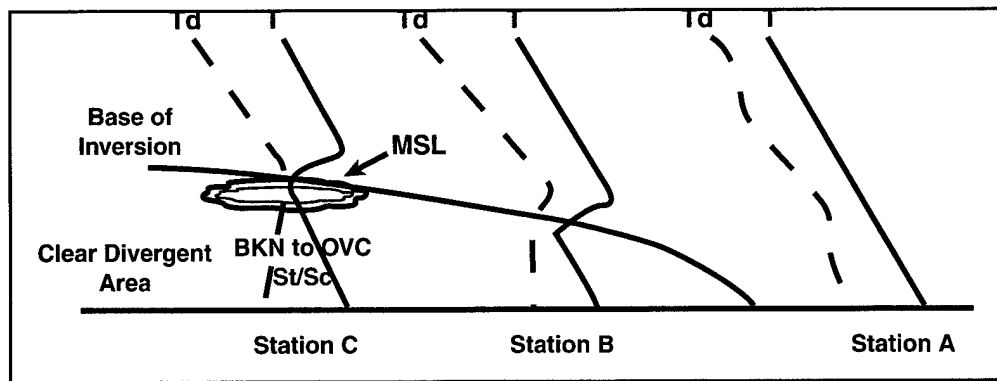 Td T Td T Td T
Base of
Inversion
MSL
BKN to OVC
St/Sc
Clear Divergent
Area
Station C Station B Station A